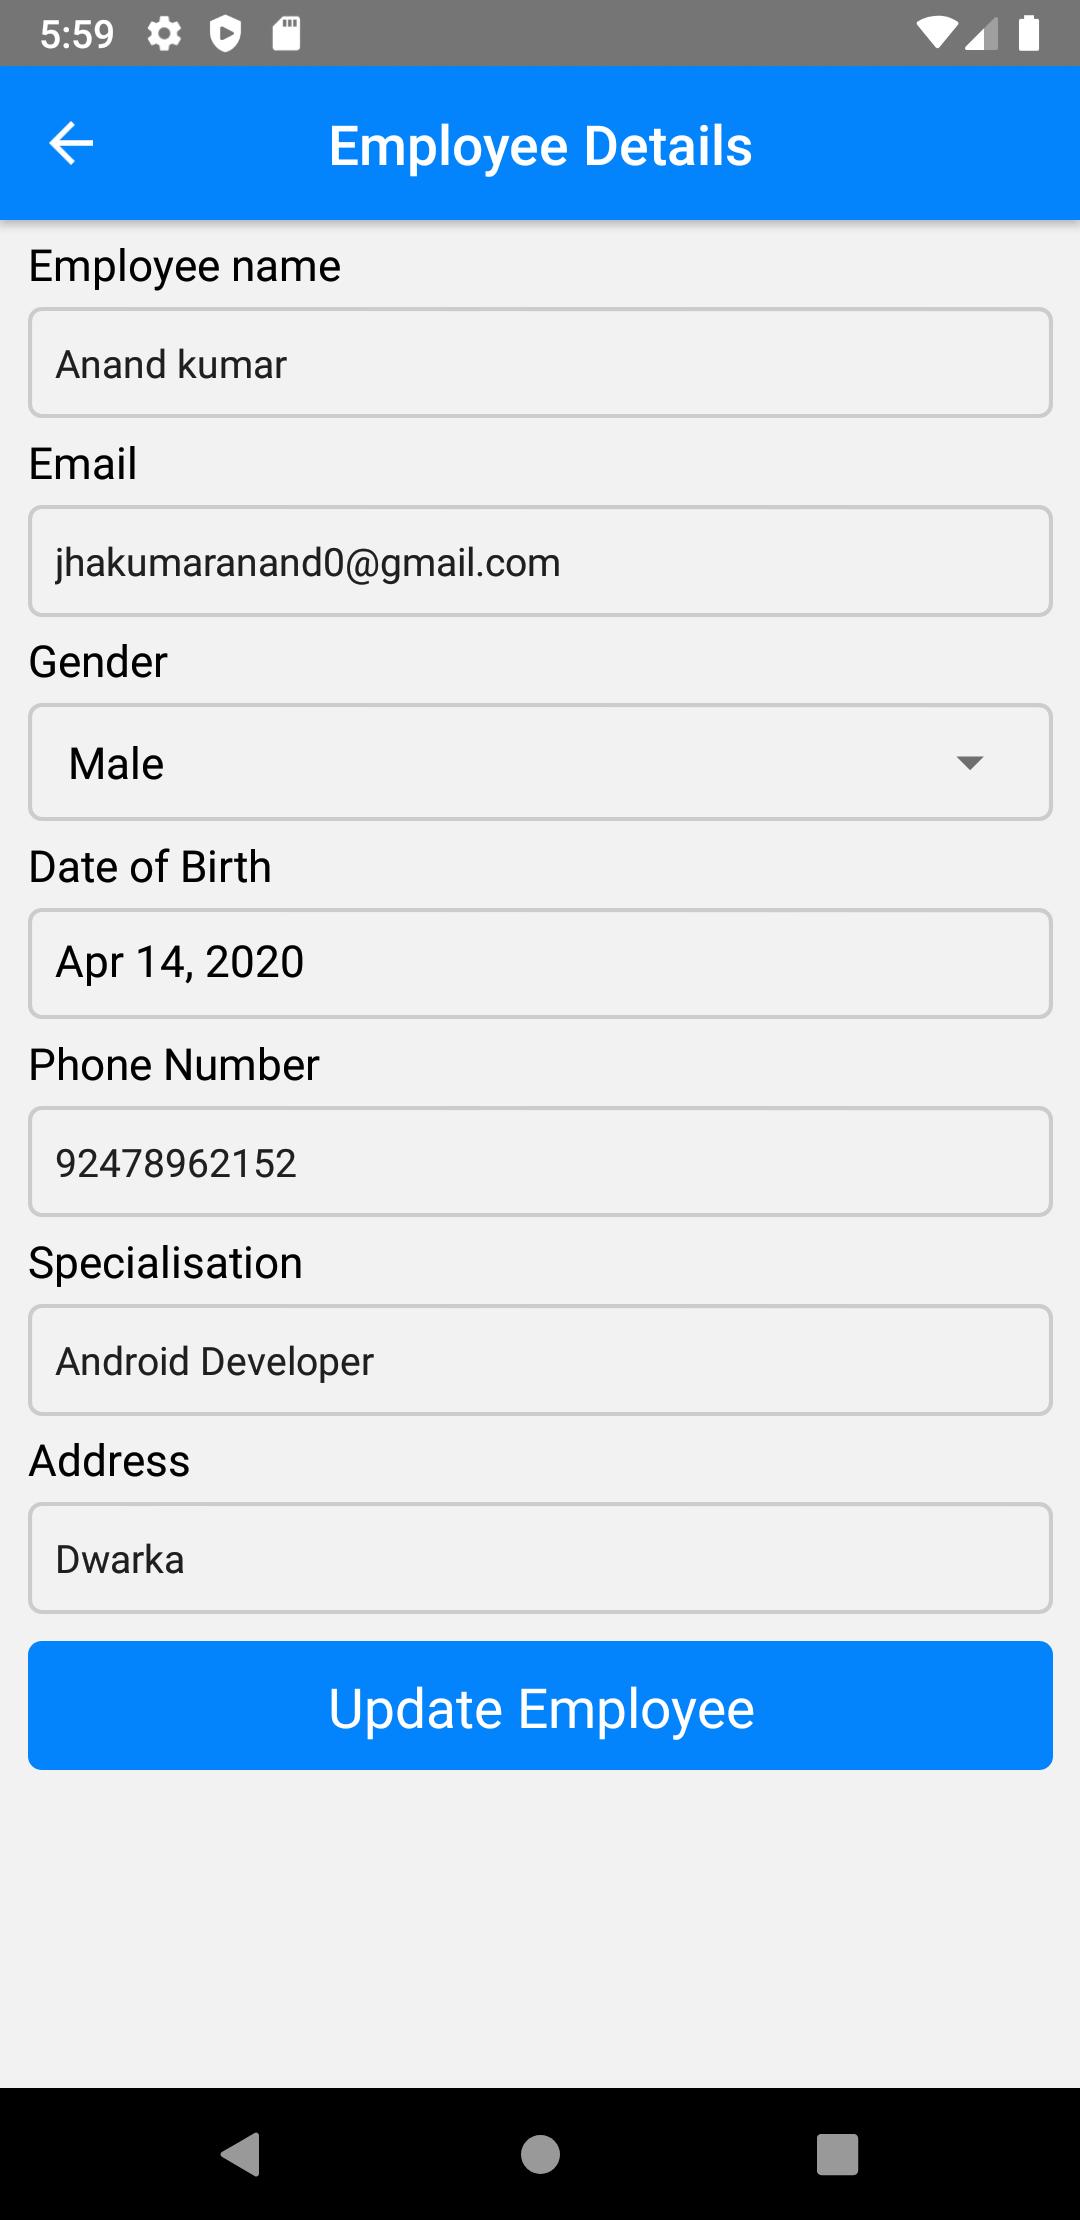 5:59
Employee Details
Employee name
Anand kumar
Email
jhakumaranand0@gmail.com
Gender
Male
Date of Birth
Apr 14, 2020
Phone Number
92478962152
Specialisation
Android Developer
Address
Dwarka
Update Employee